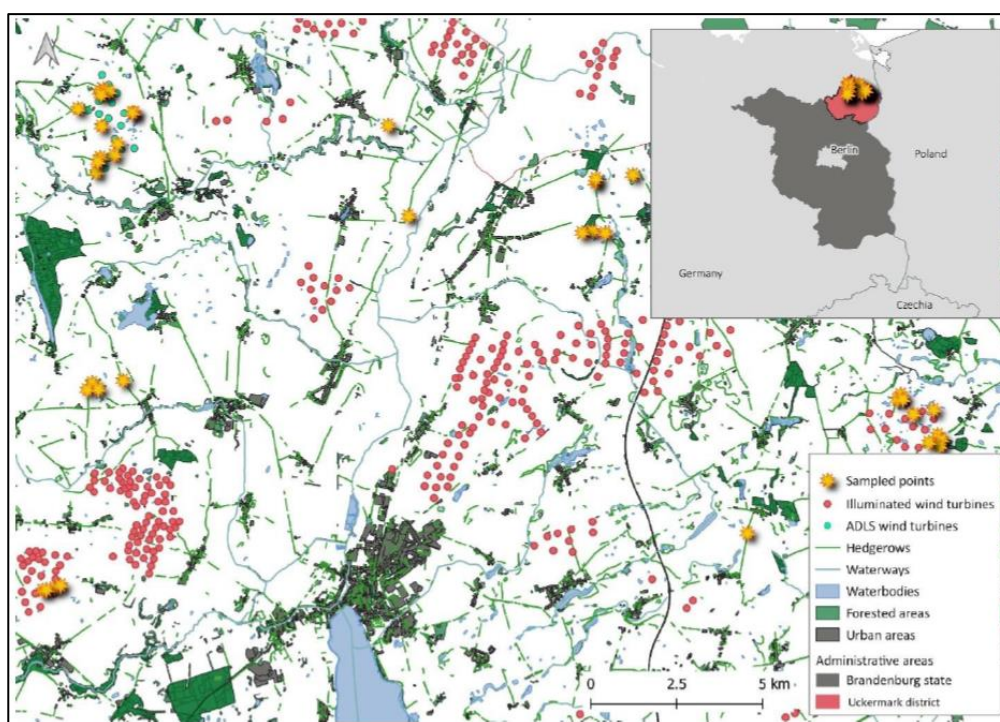 Berlin
Poland
Germany
Czechia
Sampled points
Illuminated wind turbines
ADLS wind turbines
Hedgerows
Waterways
Waterbodies
Forested areas
Urban areas
Administrative areas
Brandenburg state
Uckermark district
0 2.5 5 km